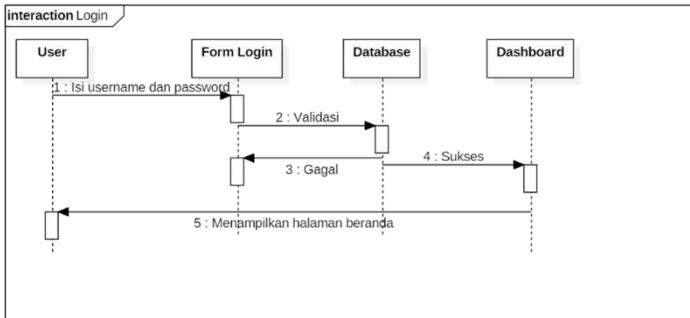 interaction Login
User
Form Login
Database
Dashboard
1 : Isi username dan password
2 : Validasi
3 : Gagal
4 : Sukses
5 : Menampilkan halaman beranda